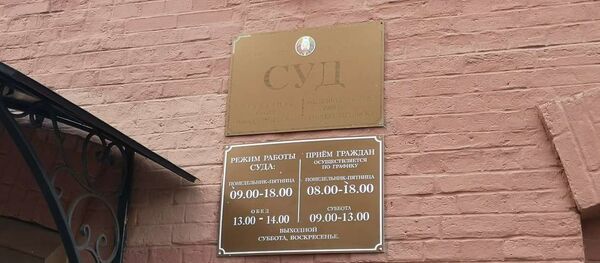 СУД
РЕЖИМ РАБОТЫ
СУДА:
ПОНЕДЕЛЬНИК-ПЯТНИЦА
09.00-18.00
ОБЕД
13.00 - 14.00
ПРИЁМ ГРАЖДАН
ОСУЩЕСТВЛЯЕТСЯ
ПО ГРАФИКУ
ПОНЕДЕЛЬНИК-ПЯТНИЦА
08.00-18.00
СУББОТА
09.00-13.00
ВЫХОДНОЙ
СУББОТА, ВОСКРЕСЕНЬЕ.